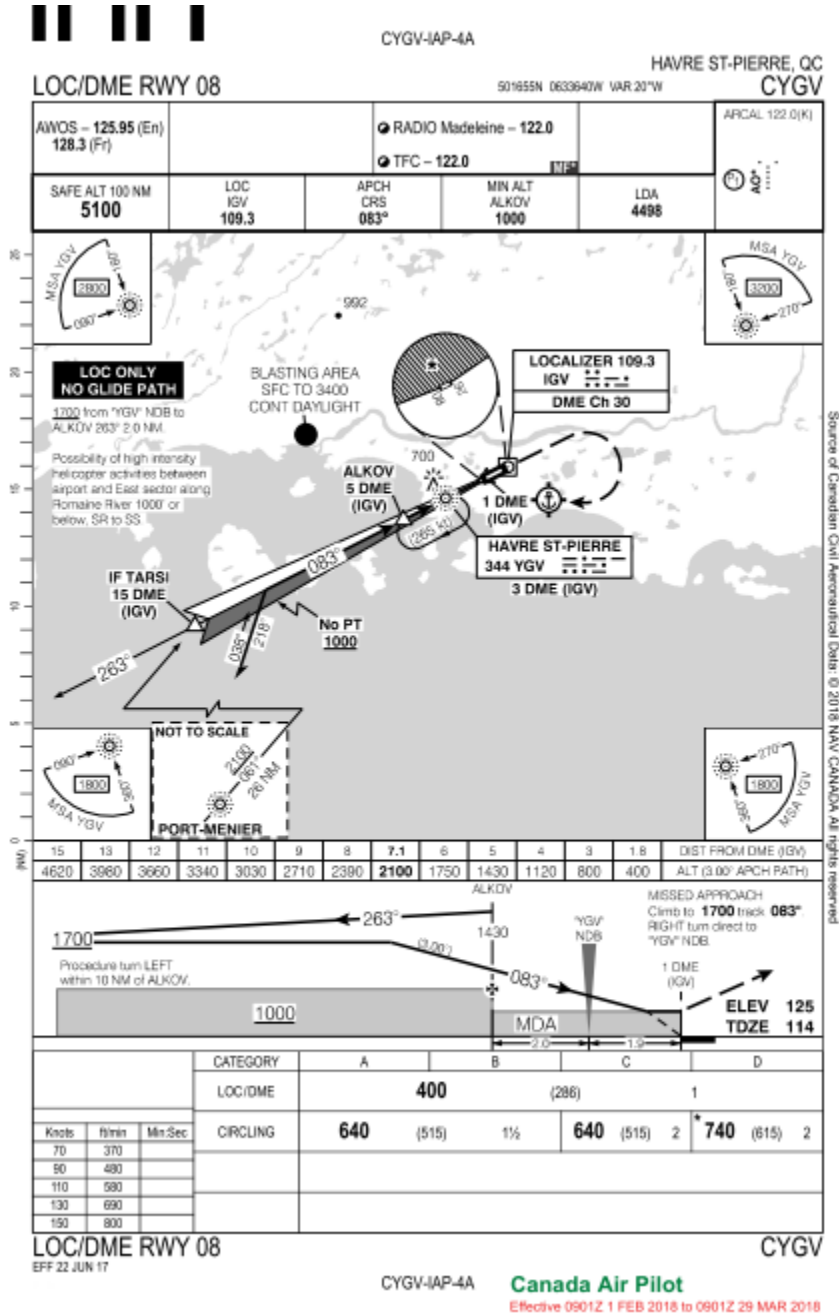 CYGV-IAP-4A
HAVRE ST-PIERRE, QC
LOC/DME RWY 08
501655N 0633640W VAR 20°W
CYGV
AWOS – 125.95 (En)
128.3 (Fr)
RADIO Madeleine – 122.0
TFC – 122.0
ARCAL 122.0(K)
SAFE ALT 100 NM
5100
LOC
IGV
109.3
APCH
CRS
083°
MIN ALT
ALKOV
1000
LDA
4498
MSA YGV
2800
180°
090°
MSA YGV
3200
180°
270°
992
LOC ONLY
NO GLIDE PATH
1700 from "YGV" NDB to
ALKOV 263° 2.0 NM.
Possibility of high intensity
helicopter activities between
airport and East sector along
Romaine River 1000' or
below, SR to SS.
BLASTING AREA
SFC TO 3400
CONT DAYLIGHT
LOCALIZER 109.3
IGV
DME Ch 30
700
ALKOV
5 DME
(IGV)
1 DME
(IGV)
(265 kt)
HAVRE ST-PIERRE
344 YGV
3 DME (IGV)
083°
IF TARSI
15 DME
(IGV)
No PT
1000
038°
218°
263°
NOT TO SCALE
2100
061°
26 NM
PORT-MENIER
090°
360°
1800
MSA YGV
270°
360°
1800
MSA YGV
Source of Canadian Civil Aeronautical Data: © 2018 NAV CANADA All rights reserved
25
20
15
10
5
0
(NM)
15 13 12 11 10 9 8 7.1 6 5 4 3 1.8 DIST FROM DME (IGV)
4620 3980 3660 3340 3030 2710 2390 2100 1750 1430 1120 800 400 ALT (3.00° APCH PATH)
ALKOV
1430
263°
1700
(3.00°)
083°
"YGV"
NDB
Procedure turn LEFT
within 10 NM of ALKOV.
1000
MDA
2.0
1.9
MISSED APPROACH
Climb to 1700 track 083°.
RIGHT turn direct to
"YGV" NDB.
1 DME
(IGV)
ELEV 125
TDZE 114
CATEGORY A B C D
LOC/DME 400 (286) 1
CIRCLING 640 (515) 1½ 640 (515) 2 *740 (615) 2
Knots ft/min Min:Sec
70 370
90 480
110 580
130 690
150 800
LOC/DME RWY 08
CYGV
EFF 22 JUN 17
CYGV-IAP-4A
Canada Air Pilot
Effective 0901Z 1 FEB 2018 to 0901Z 29 MAR 2018